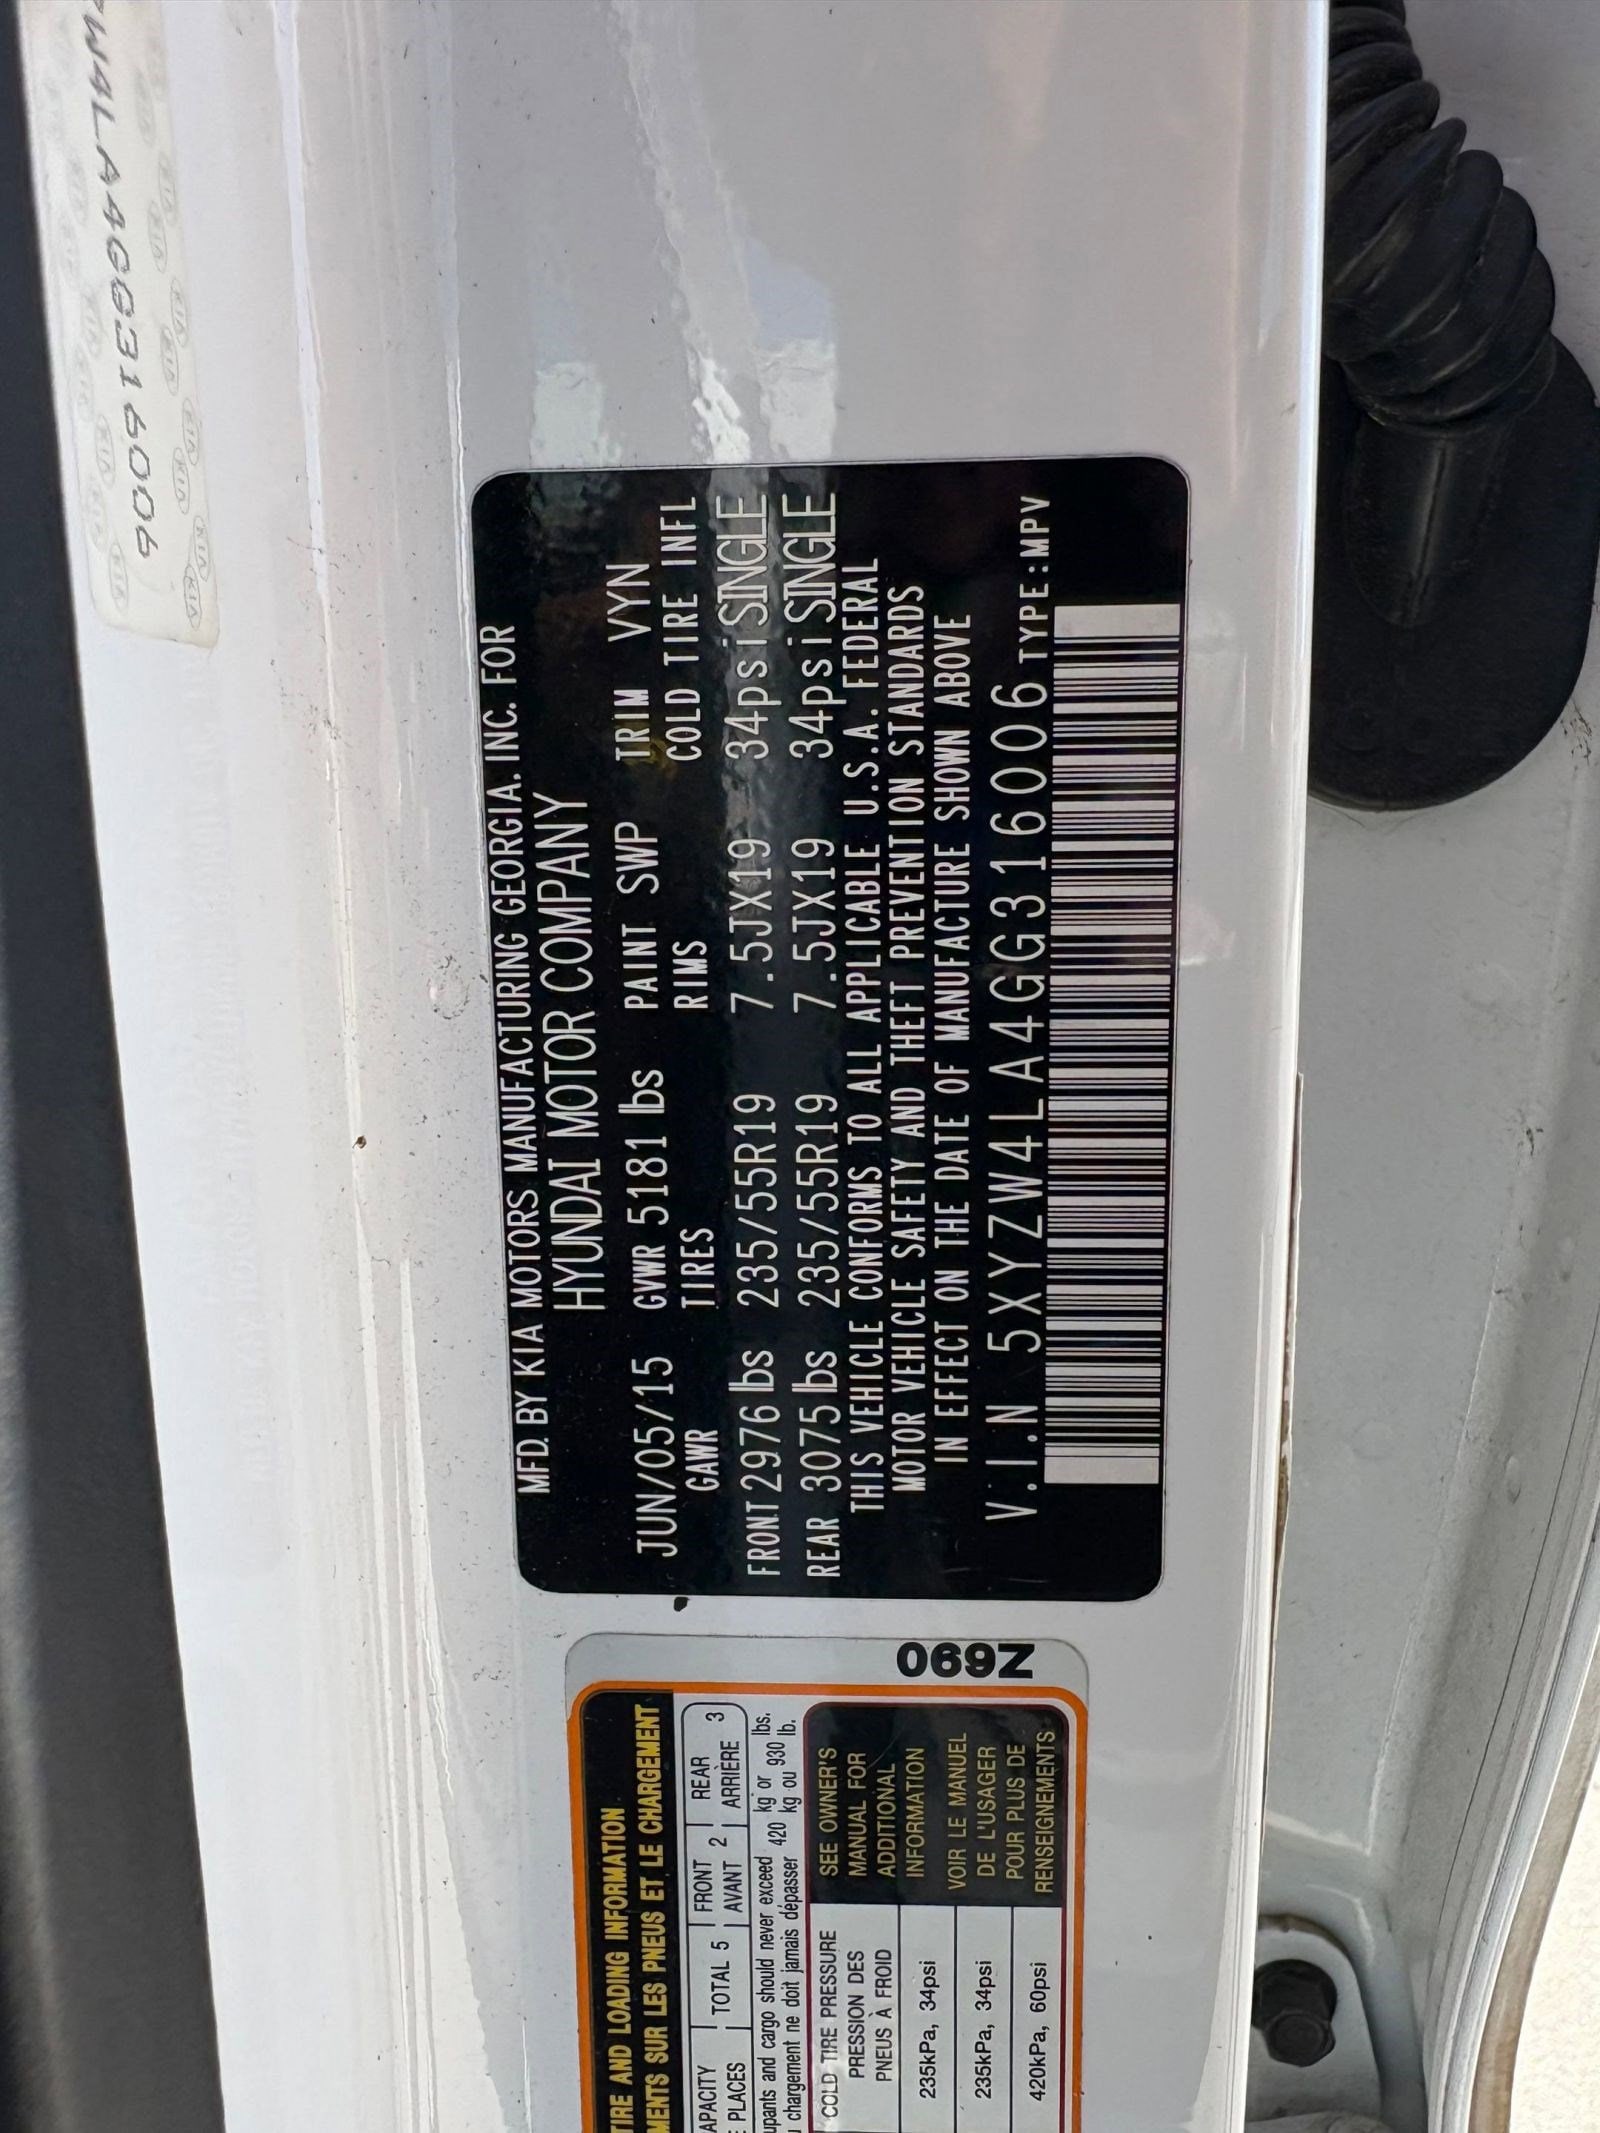 W4LA4GG316006
MFD. BY KIA MOTORS MANUFACTURING GEORGIA. INC. FOR
HYUNDAI MOTOR COMPANY
JUN/05/15 GVWR 5181 lbs PAINT SWP TRIM VYN
GAWR TIRES RIMS COLD TIRE INFL
FRONT 2976 lbs 235/55R19 7.5JX19 34psi SINGLE
REAR 3075 lbs 235/55R19 7.5JX19 34psi SINGLE
THIS VEHICLE CONFORMS TO ALL APPLICABLE U.S.A. FEDERAL
MOTOR VEHICLE SAFETY AND THEFT PREVENTION STANDARDS
IN EFFECT ON THE DATE OF MANUFACTURE SHOWN ABOVE
V.I.N 5XYZW4LA4GG316006 TYPE:MPV
Z690
TIRE AND LOADING INFORMATION
MENTS SUR LES PNEUS ET LE CHARGEMENT
APACITY TOTAL 5 FRONT 2 REAR 3
E PLACES AVANT ARRIÈRE
upants and cargo should never exceed 420 kg or 930 lbs.
chargement ne doit jamais dépasser 420 kg ou 930 lb.
COLD TIRE PRESSURE
PRESSION DES
PNEUS À FROID
235kPa, 34psi
235kPa, 34psi
420kPa, 60psi
SEE OWNER'S
MANUAL FOR
ADDITIONAL
INFORMATION
VOIR LE MANUEL
DE L'USAGER
POUR PLUS DE
RENSEIGNEMENTS